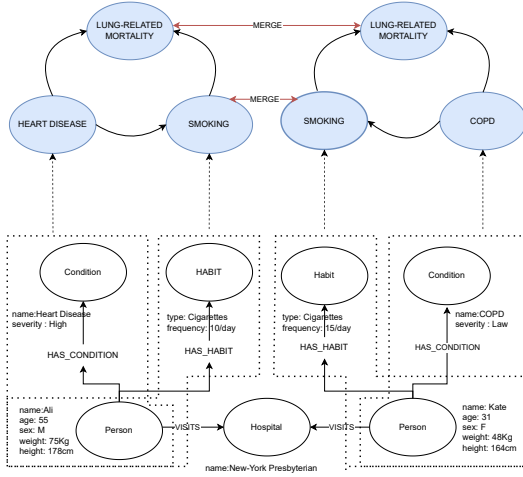 LUNG-RELATED
MORTALITY
MERGE
LUNG-RELATED
MORTALITY
HEART DISEASE
SMOKING
MERGE
SMOKING
COPD
Condition
HABIT
Habit
Condition
name:Heart Disease
severity : High
type: Cigarettes
frequency: 10/day
type: Cigarettes
frequency: 15/day
name:COPD
severity : Law
HAS_CONDITION
HAS_HABIT
HAS_HABIT
HAS_CONDITION
name:Ali
age: 55
sex: M
weight: 75Kg
height: 178cm
Person
VISITS
Hospital
VISITS
Person
name: Kate
age: 31
sex: F
weight: 48Kg
height: 164cm
name:New-York Presbyterian